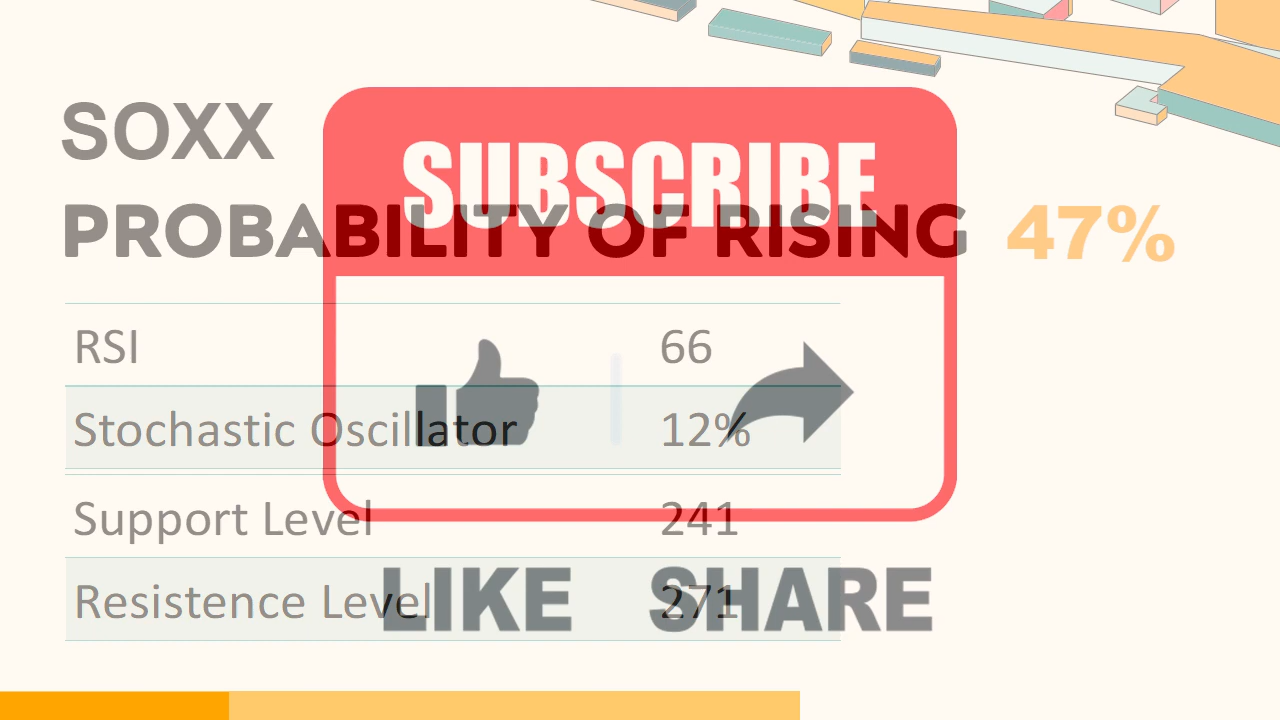 SOXX
SUBSCRIBE
PROBABILITY OF RISING 47%
RSI 66
Stochastic Oscillator 12%
Support Level 241
Resistence Level 271
LIKE SHARE